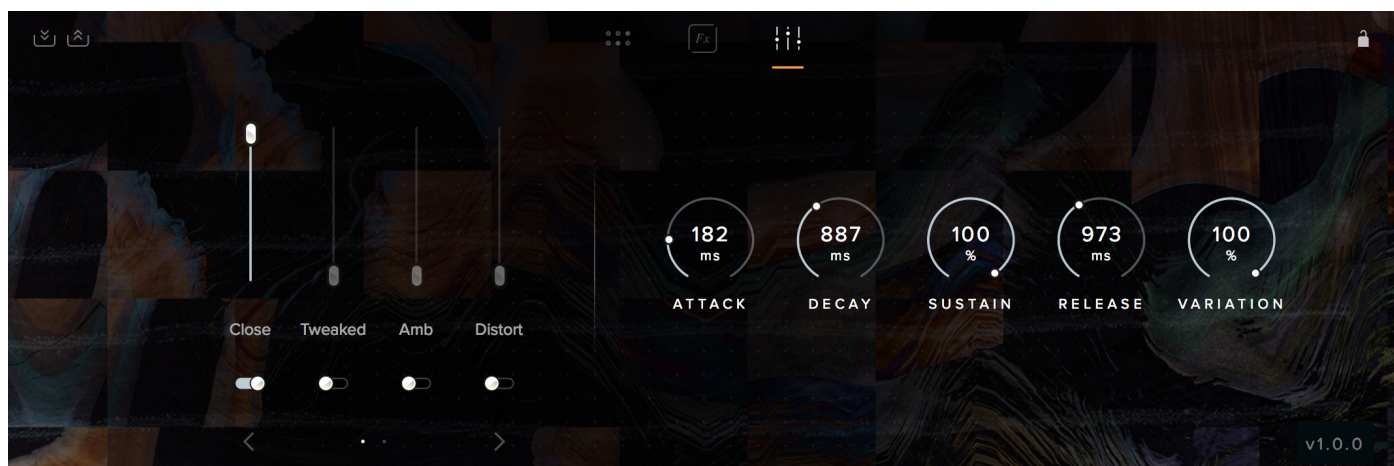 Fx
182
ms
887
ms
100
%
973
ms
100
%
ATTACK
DECAY
SUSTAIN
RELEASE
VARIATION
Close
Tweaked
Amb
Distort
v1.0.0